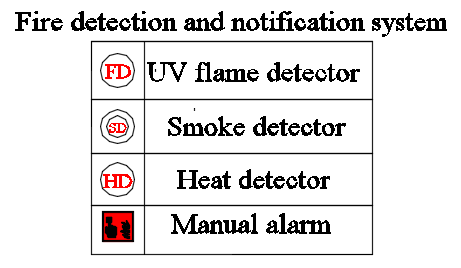 Fire detection and notification system
FD UV flame detector
SD Smoke detector
HD Heat detector
Manual alarm